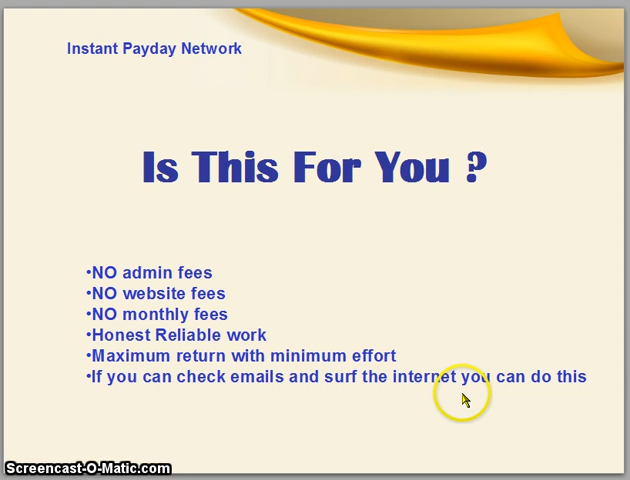 Instant Payday Network
Is This For You ?
•NO admin fees
•NO website fees
•NO monthly fees
•Honest Reliable work
•Maximum return with minimum effort
•If you can check emails and surf the internet you can do this
Screencast-O-Matic.com